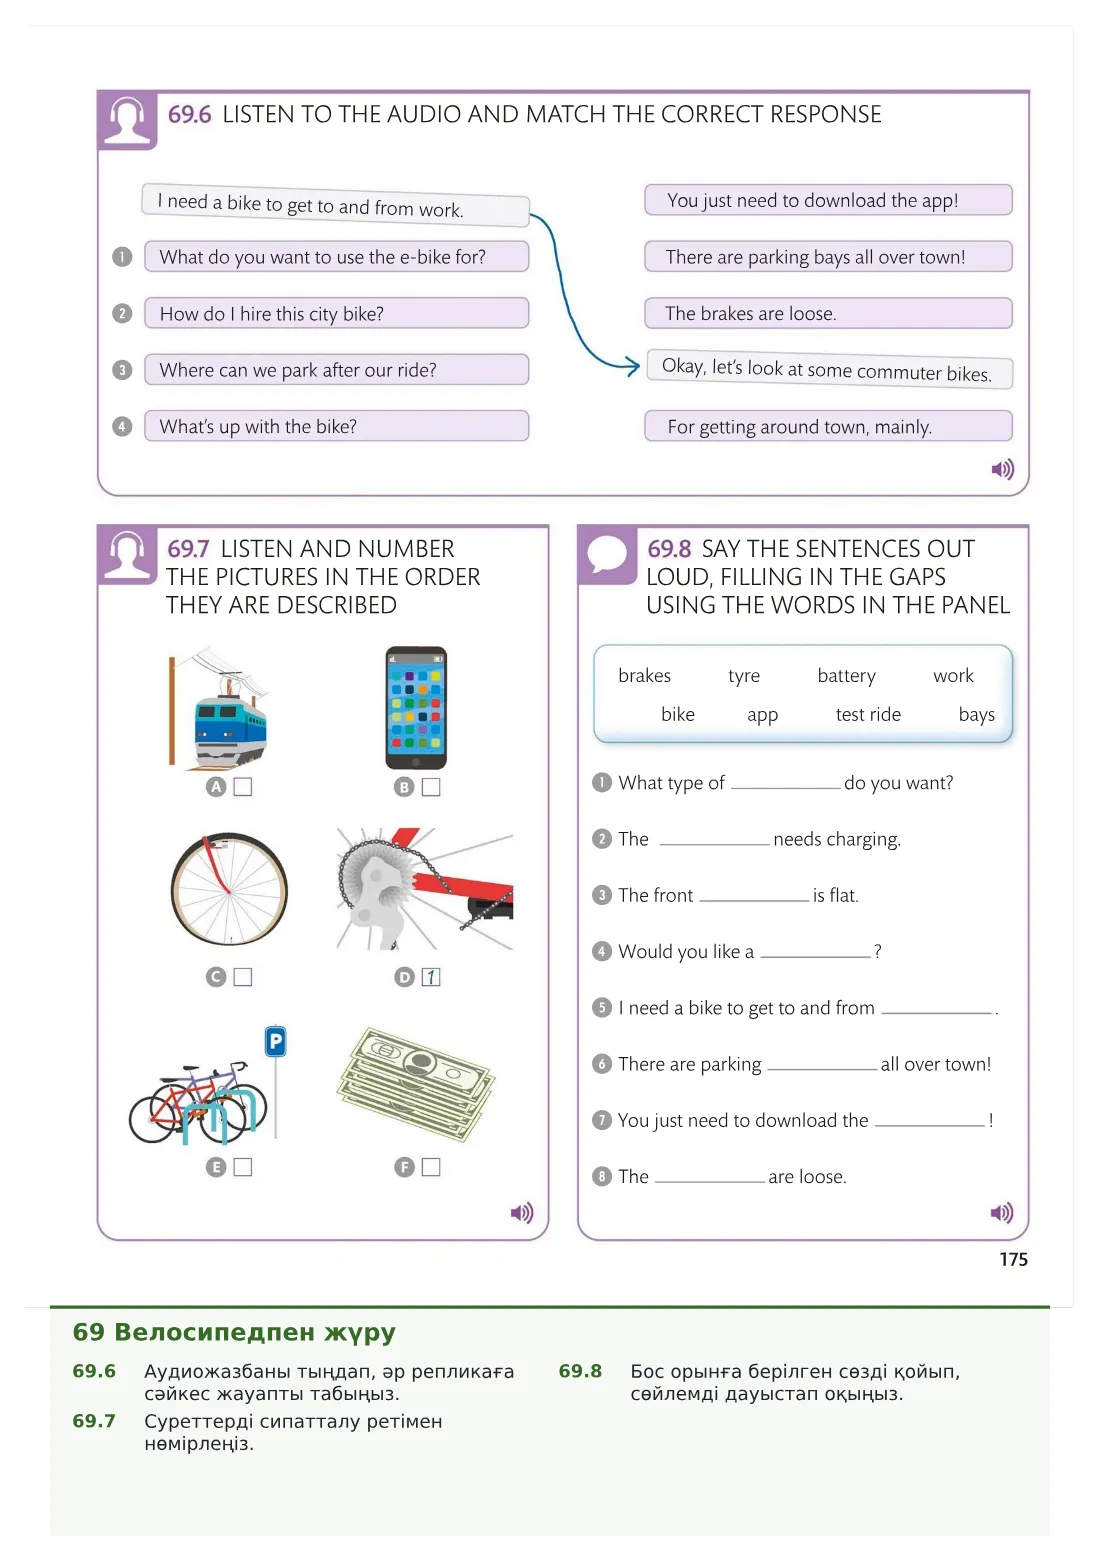 69.6 LISTEN TO THE AUDIO AND MATCH THE CORRECT RESPONSE
I need a bike to get to and from work.
1 What do you want to use the e-bike for?
2 How do I hire this city bike?
3 Where can we park after our ride?
4 What's up with the bike?
You just need to download the app!
There are parking bays all over town!
The brakes are loose.
Okay, let's look at some commuter bikes.
For getting around town, mainly.
69.7 LISTEN AND NUMBER
THE PICTURES IN THE ORDER
THEY ARE DESCRIBED
A
B
C
D 1
P
E
F
69.8 SAY THE SENTENCES OUT
LOUD, FILLING IN THE GAPS
USING THE WORDS IN THE PANEL
brakes tyre battery work
bike app test ride bays
1 What type of ____ do you want?
2 The ____ needs charging.
3 The front ____ is flat.
4 Would you like a ____ ?
5 I need a bike to get to and from ____ .
6 There are parking ____ all over town!
7 You just need to download the ____ !
8 The ____ are loose.
175
69 Велосипедпен жүру
69.6 Аудиожазбаны тыңдап, әр репликаға
сәйкес жауапты табыңыз.
69.7 Суреттерді сипатталу ретімен
нөмірлеңіз.
69.8 Бос орынға берілген сөзді қойып,
сөйлемді дауыстап оқыңыз.